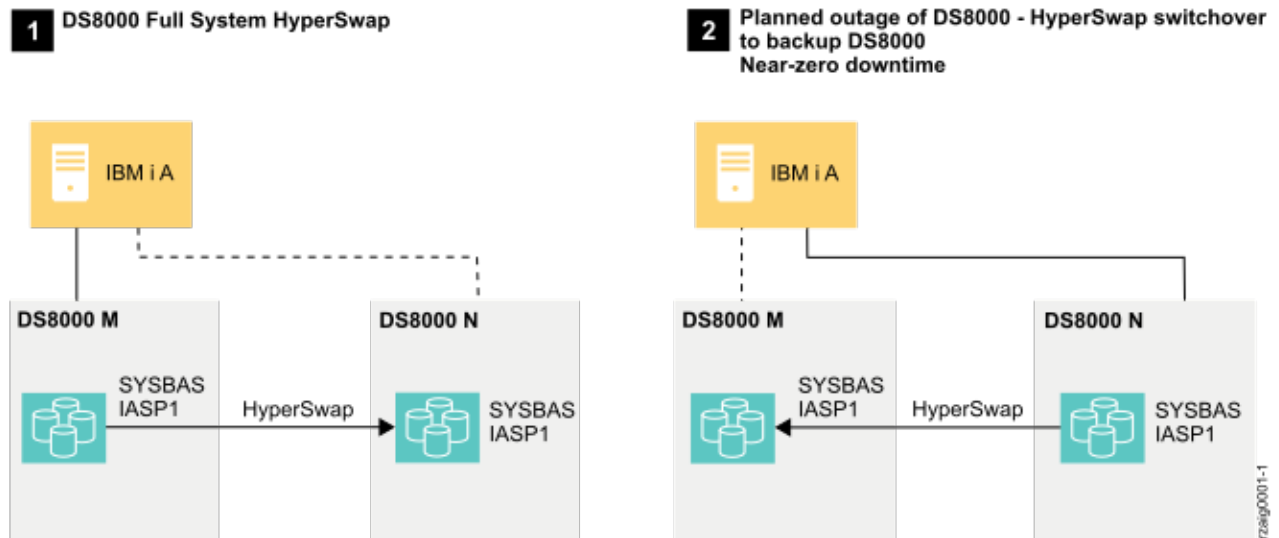 1 DS8000 Full System HyperSwap
IBM i A
DS8000 M
DS8000 N
SYSBAS
IASP1
HyperSwap
SYSBAS
IASP1
2 Planned outage of DS8000 - HyperSwap switchover
to backup DS8000
Near-zero downtime
IBM i A
DS8000 M
DS8000 N
SYSBAS
IASP1
HyperSwap
SYSBAS
IASP1
rzaig0001-1